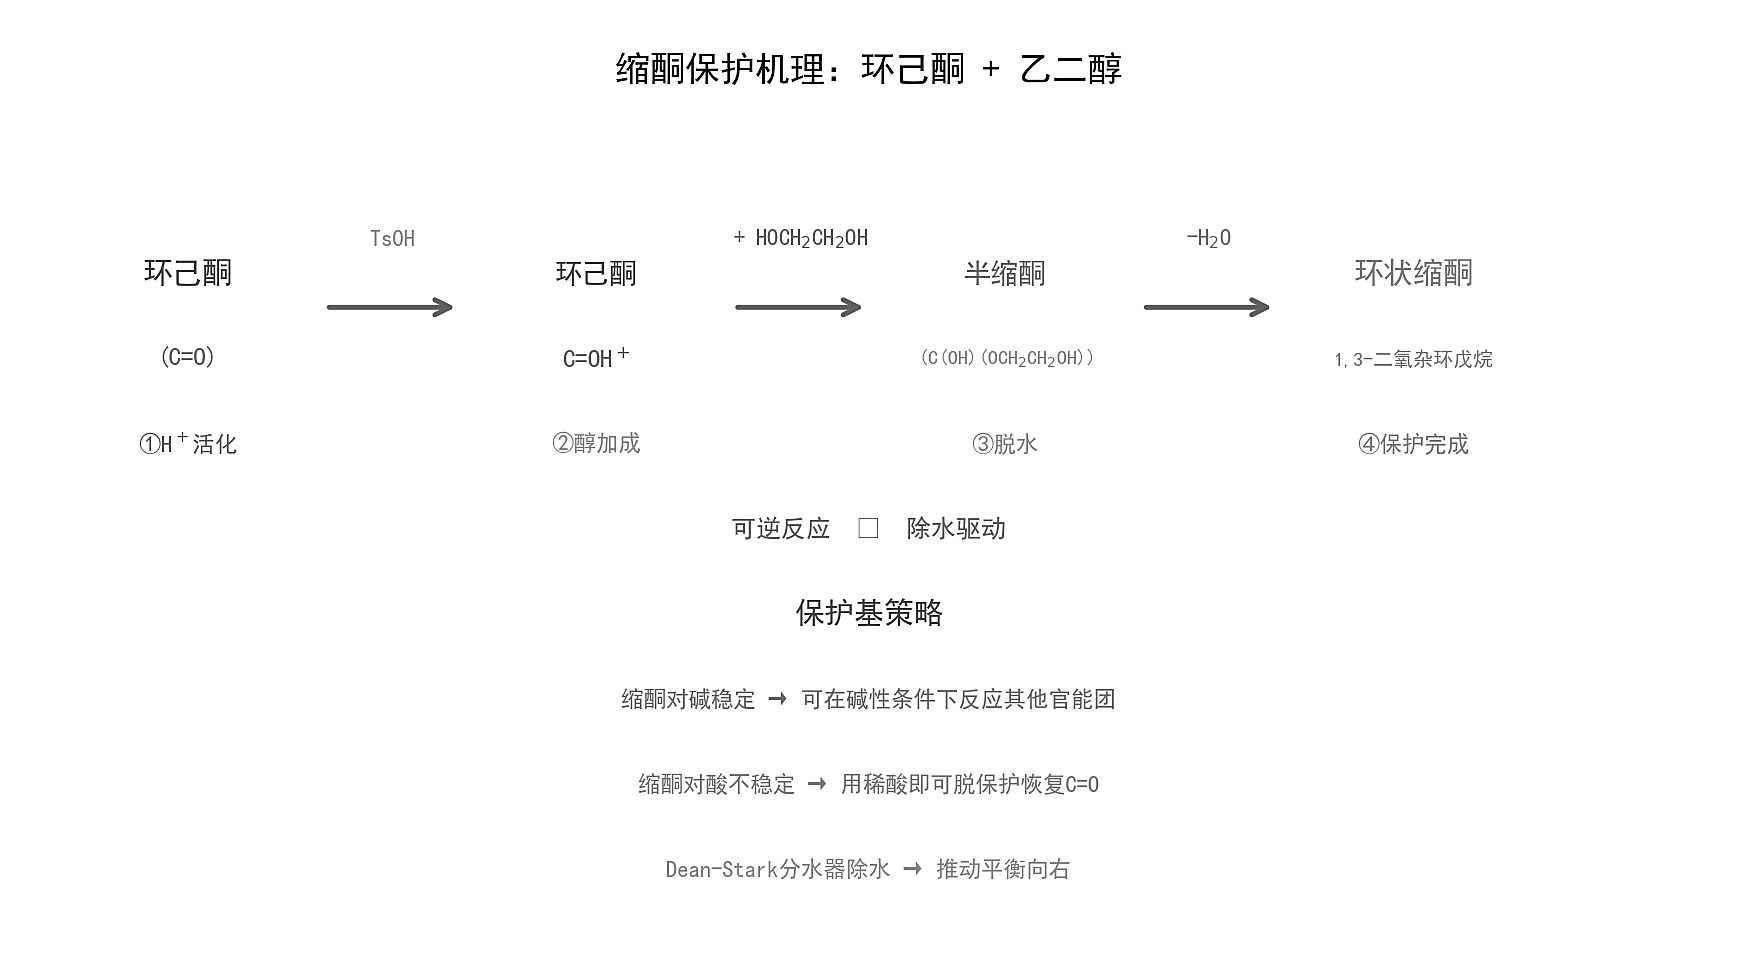 缩酮保护机理：环己酮 + 乙二醇
TsOH
+ HOCH₂CH₂OH
−H₂O
环己酮
环己酮
半缩酮
环状缩酮
(C=O)
C=OH⁺
(C(OH)(OCH₂CH₂OH))
1,3-二氧杂环戊烷
①H⁺活化
②醇加成
③脱水
④保护完成
可逆反应 □ 除水驱动
保护基策略
缩酮对碱稳定 → 可在碱性条件下反应其他官能团
缩酮对酸不稳定 → 用稀酸即可脱保护恢复C=O
Dean-Stark分水器除水 → 推动平衡向右